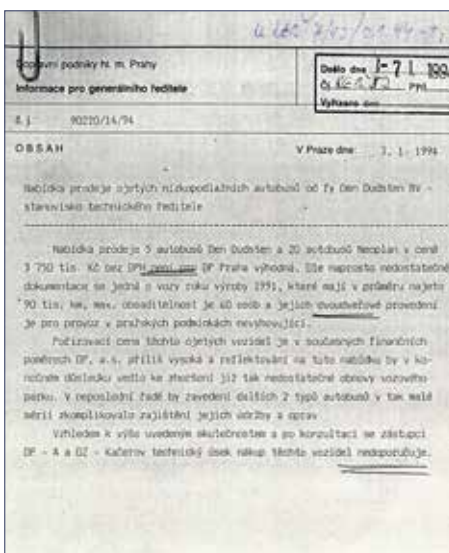 Dopravní podniky hl. m. Prahy
Informace pro generálního ředitele
Došlo dne 1-71 199
Č.
Příl.
Vyřizuje
č.j. 90210/14/94
OBSAH V Praze dne 3.1. 1994
Nabídka prodeje ojetých nízkopodlažních autobusů od fy Den Oudsten BV -
stanovisko technického ředitele
Nabídka prodeje 5 autobusů Den Oudsten a 20 autobusů Neoplan v ceně
3 750 tis. Kč bez DPH není pro DP Praha výhodná. Dle naprosto nedostatečné
dokumentace se jedná o vozy roku výroby 1991, které mají v průměru najeto
90 tis. km, max. obsaditelnost je 60 osob a jejich dvoudveřové provedení
je pro provoz v pražských podmínkách nevyhovující.
Pořizovací cena těchto ojetých vozidel je v současných finančních
poměrech DP, a.s. příliš vysoká a reflektování na tuto nabídku by v ko-
nečném důsledku vedlo ke zhoršení již tak nedostatečné obnovy vozového
parku. V neposlední řadě by zavedení dalších 2 typů autobusů v tak malé
sérii zkomplikovalo zajištění jejich údržby a oprav.
Vzhledem k výše uvedeným skutečnostem a po konzultaci se zástupci
DP - A a DZ - Kačerov technický úsek nákup těchto vozidel nedoporučuje.